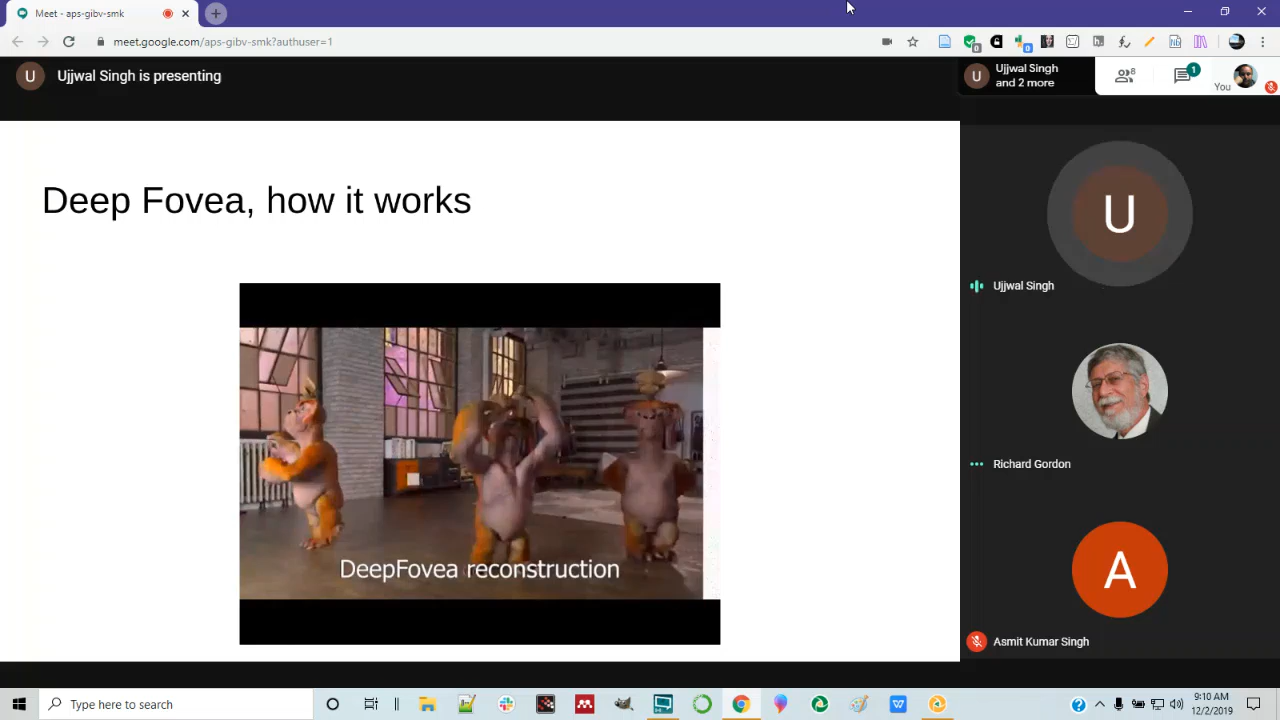 Meet - aps-gibv-smk
meet.google.com/aps-gibv-smk?authuser=1
U
Ujjwal Singh is presenting
U
Ujjwal Singh
and 2 more
8
1
You
Deep Fovea, how it works
DeepFovea reconstruction
U
Ujjwal Singh
Richard Gordon
A
Asmit Kumar Singh
Type here to search
9:10 AM
12/2/2019